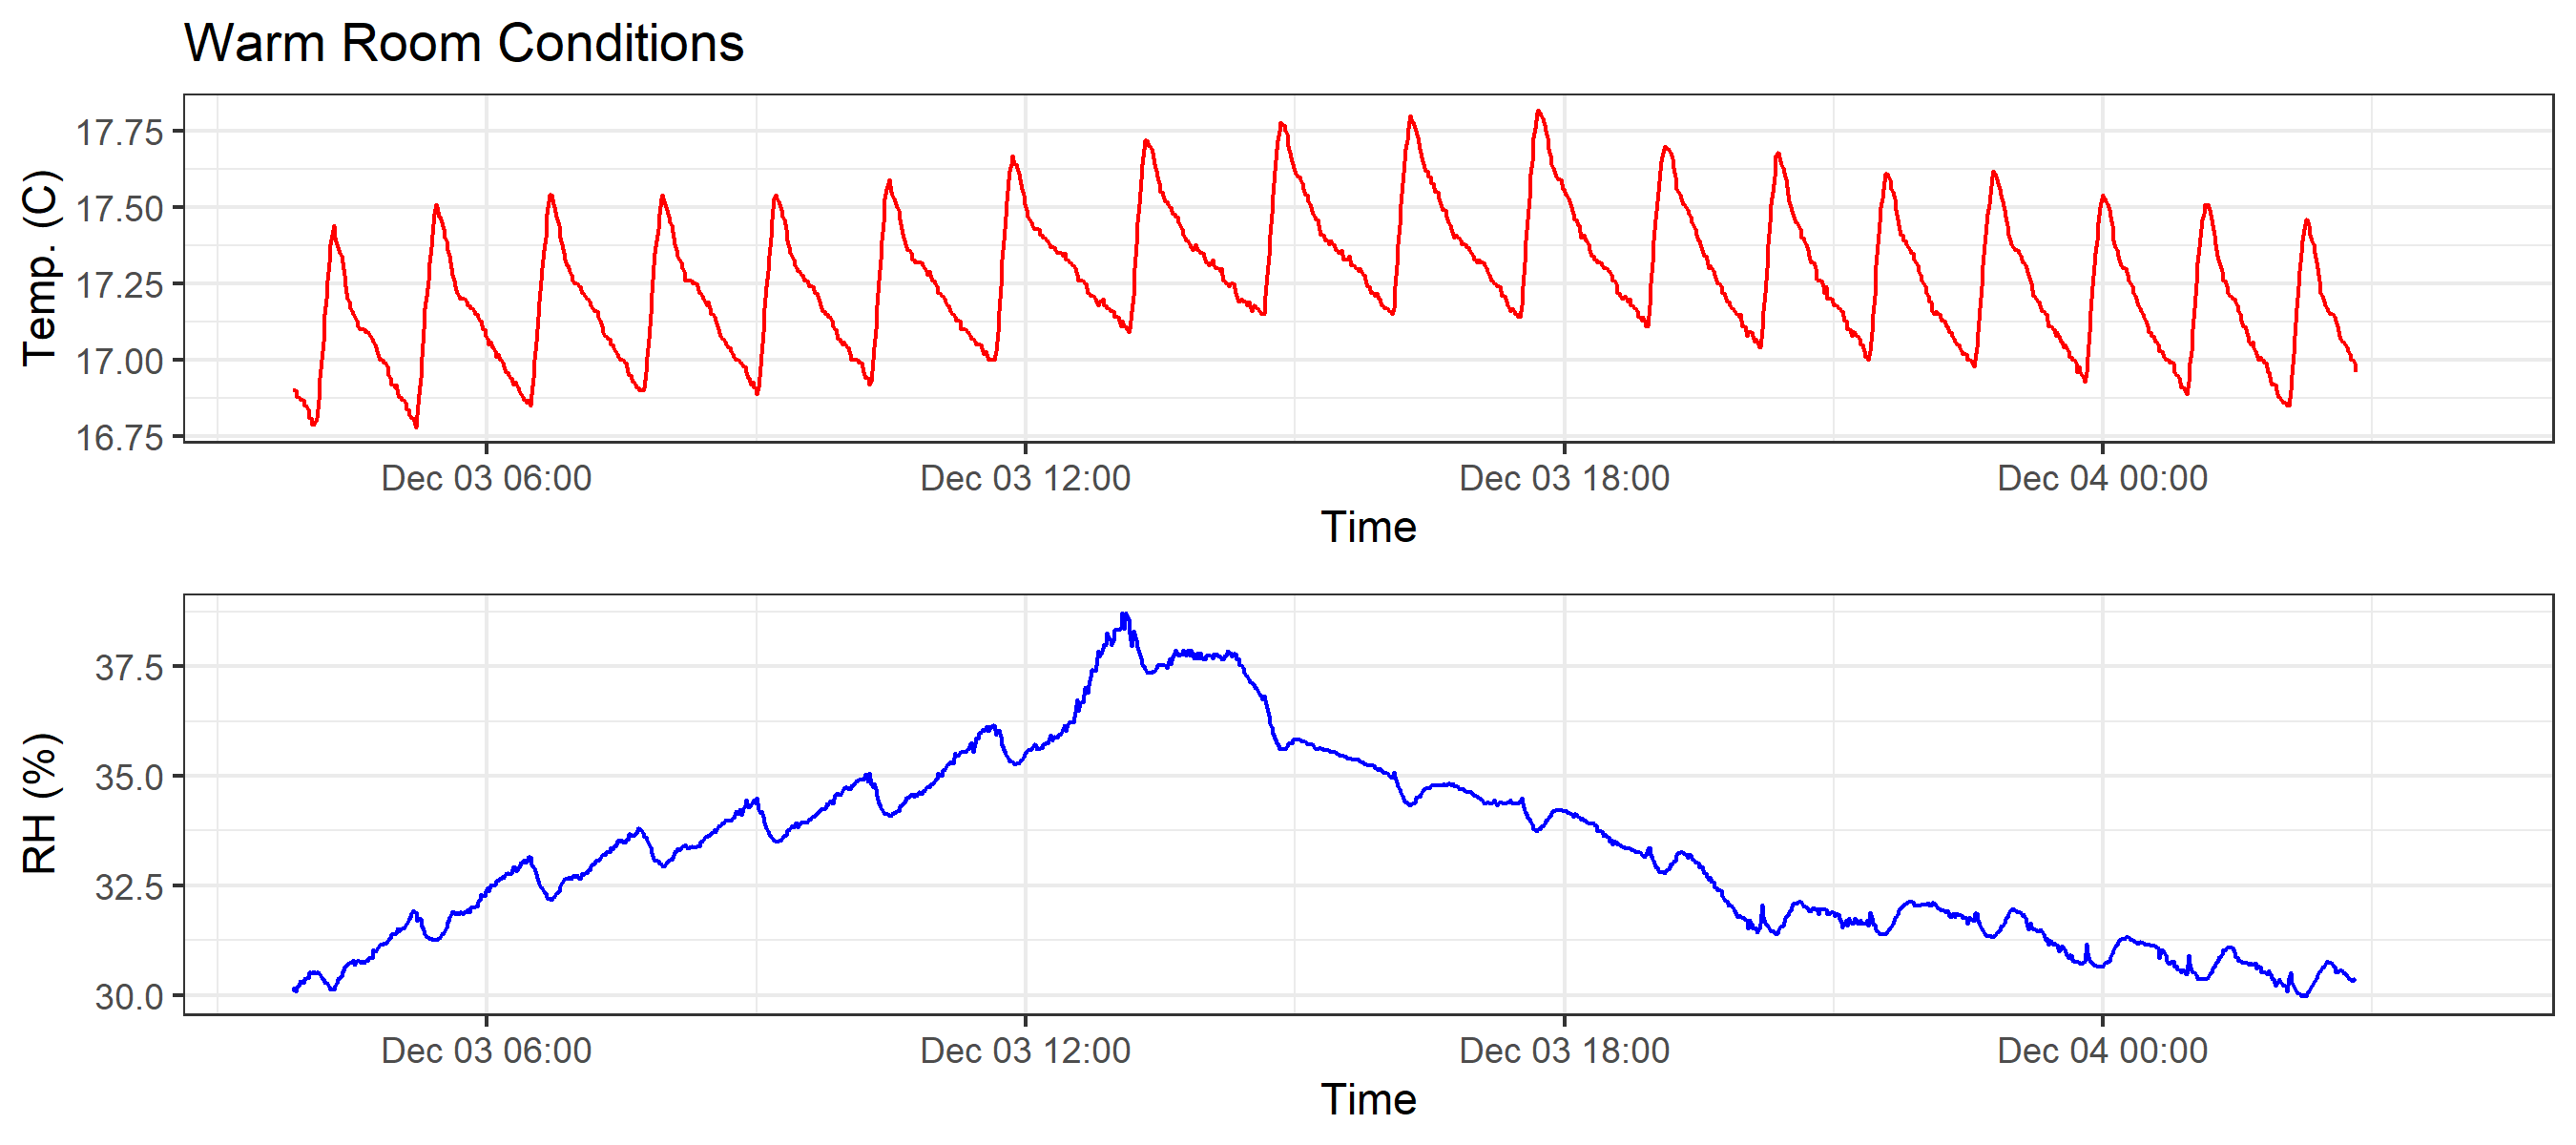 Warm Room Conditions
Temp. (C)
17.75
17.50
17.25
17.00
16.75
Dec 03 06:00 Dec 03 12:00 Dec 03 18:00 Dec 04 00:00
Time
RH (%)
37.5
35.0
32.5
30.0
Dec 03 06:00 Dec 03 12:00 Dec 03 18:00 Dec 04 00:00
Time